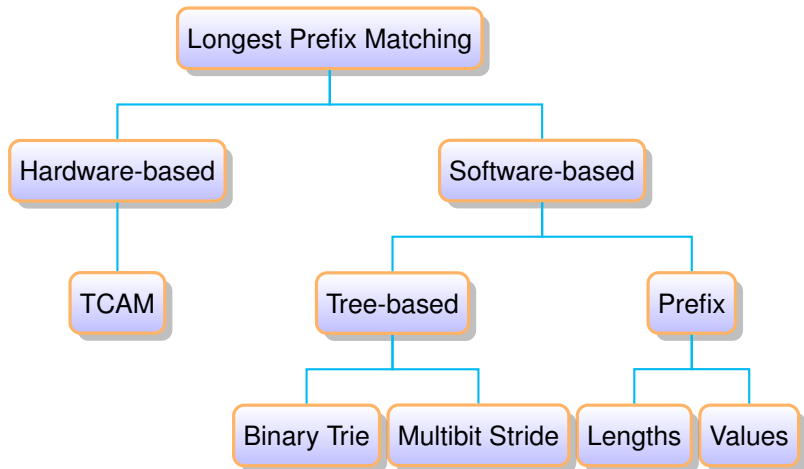 Longest Prefix Matching
Hardware-based
Software-based
TCAM
Tree-based
Prefix
Binary Trie
Multibit Stride
Lengths
Values